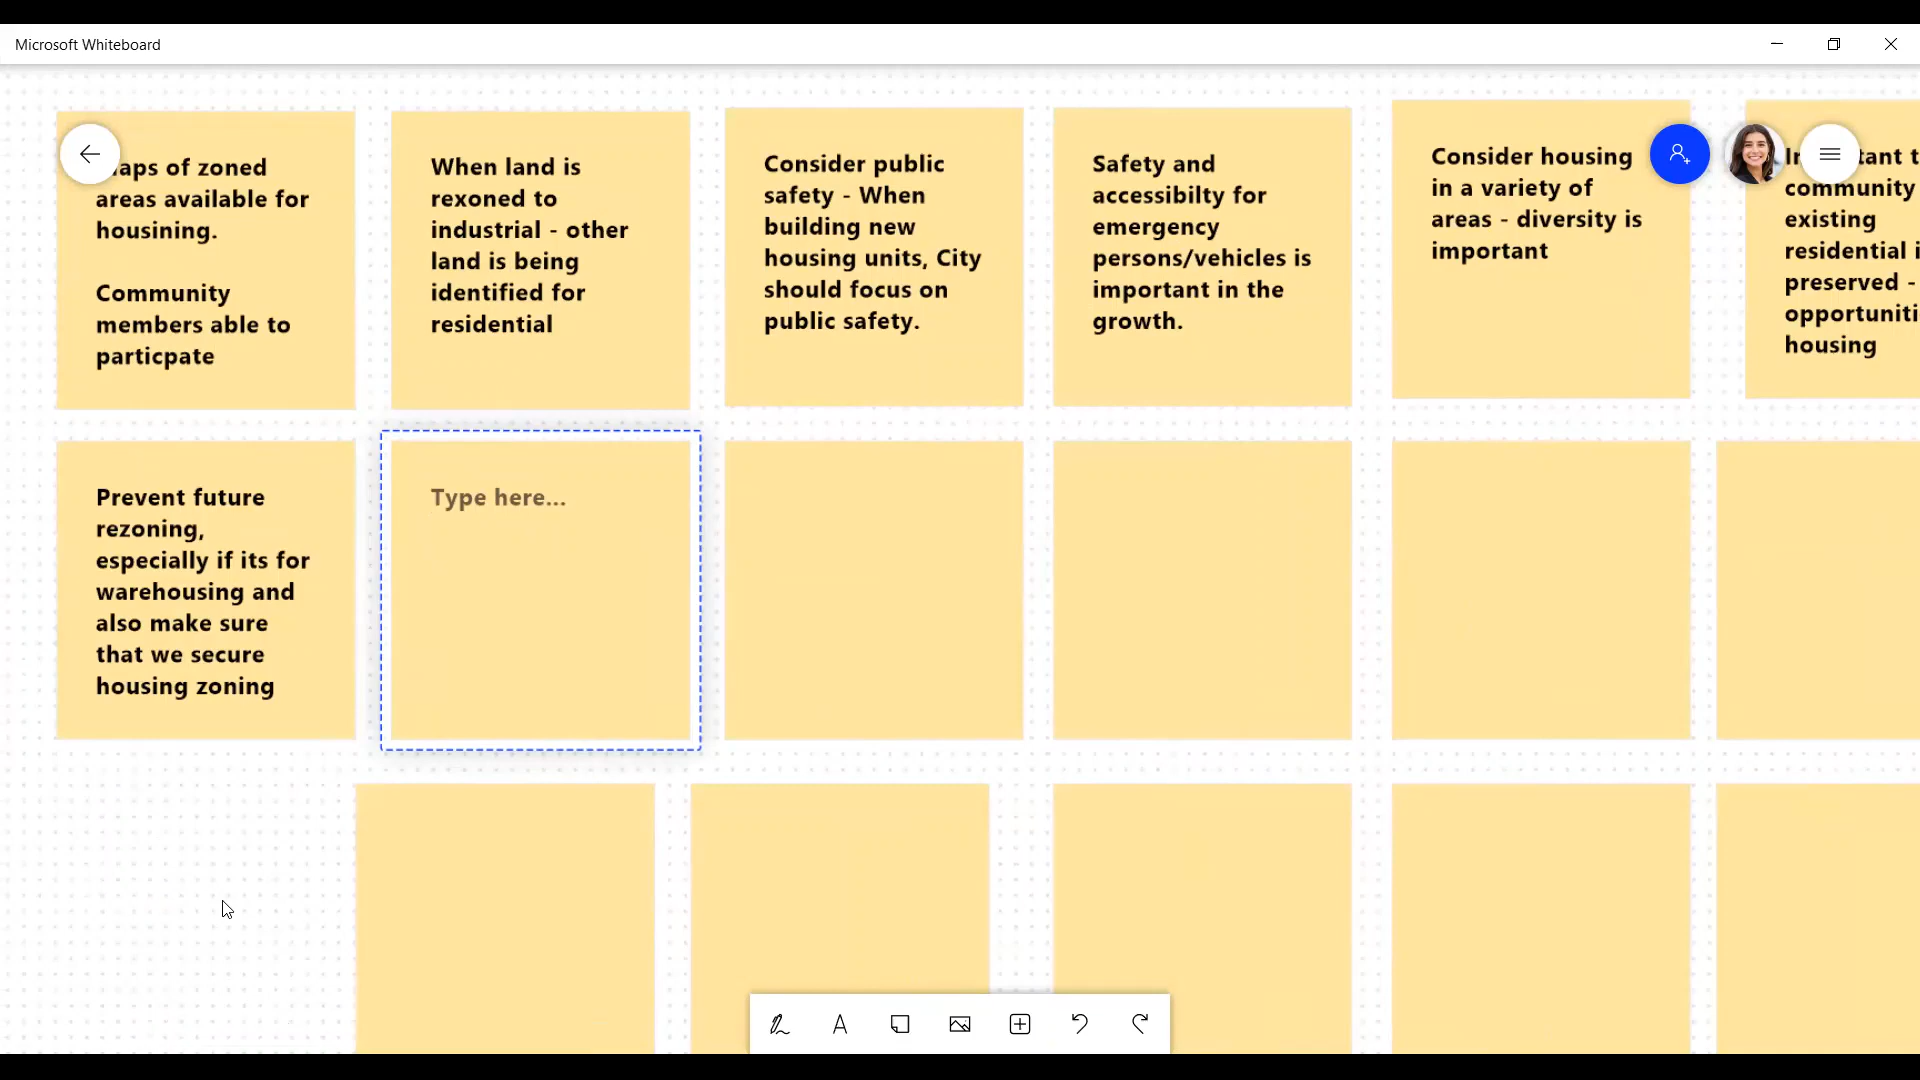 Microsoft Whiteboard
aps of zoned
areas available for
housining.
Community
members able to
particpate
When land is
rexoned to
industrial - other
land is being
identified for
residential
Consider public
safety - When
building new
housing units, City
should focus on
public safety.
Safety and
accessibilty for
emergency
persons/vehicles is
important in the
growth.
Consider housing
in a variety of
areas - diversity is
important
community
existing
residential i
preserved -
opportuniti
housing
Prevent future
rezoning,
especially if its for
warehousing and
also make sure
that we secure
housing zoning
Type here...